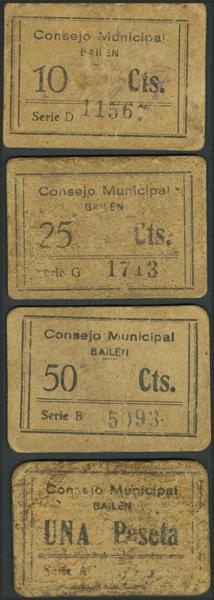 Consejo Municipal
BAILEN
10 Cts.
Serie D 11567
Consejo Municipal
BAILEN
25 Cts.
Serie G 1713
Consejo Municipal
BAILEN
50 Cts.
Serie B 5093
Consejo Municipal
BAILEN
UNA Peseta
Serie A